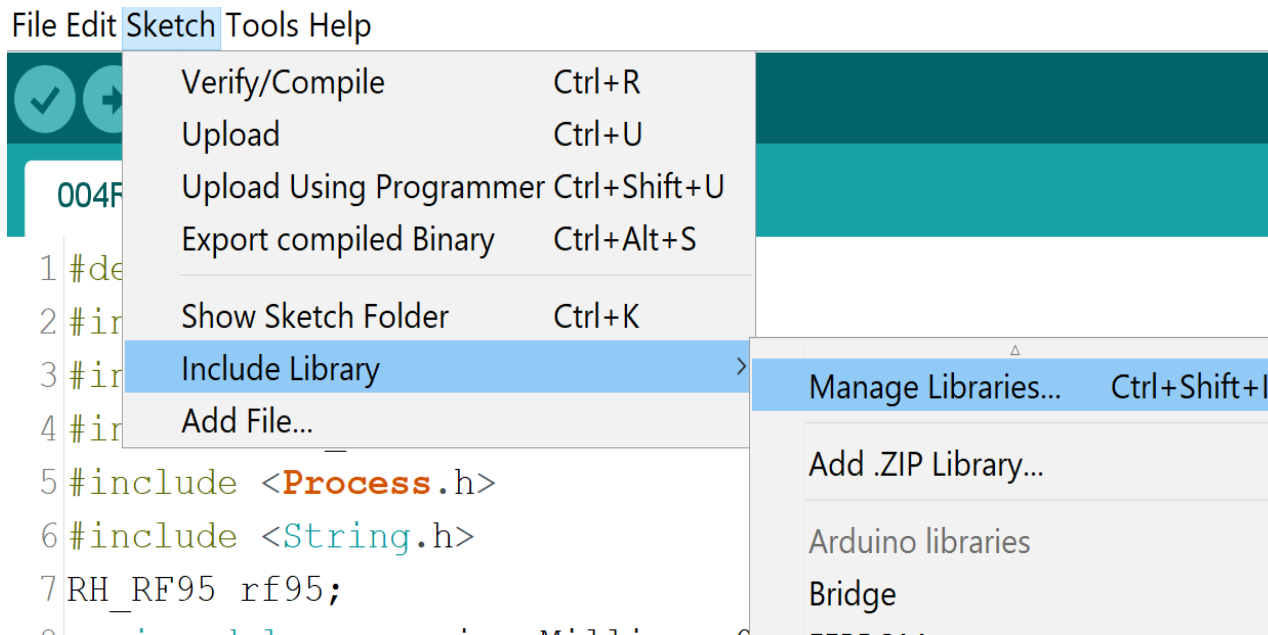 File Edit Sketch Tools Help
Verify/Compile Ctrl+R
Upload Ctrl+U
Upload Using Programmer Ctrl+Shift+U
004R
Export compiled Binary Ctrl+Alt+S
1 #de
2 #in
Show Sketch Folder Ctrl+K
3 #in
Include Library
Manage Libraries... Ctrl+Shift+I
4 #in
Add File...
Add .ZIP Library...
5 #include <Process.h>
6 #include <String.h>
Arduino libraries
7 RH_RF95 rf95;
Bridge